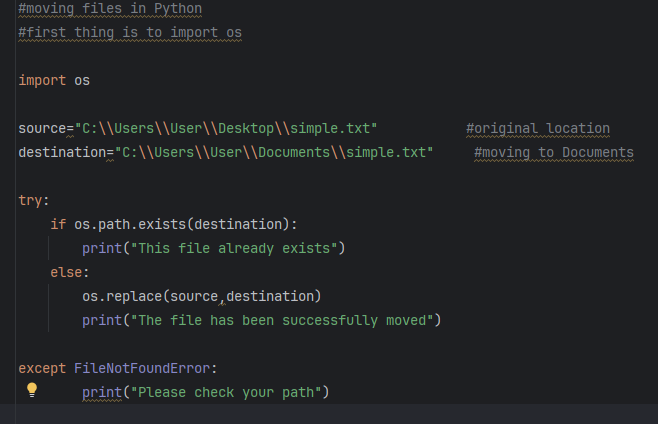 #moving files in Python
#first thing is to import os
import os
source="C:\\Users\\User\\Desktop\\simple.txt" #original location
destination="C:\\Users\\User\\Documents\\simple.txt" #moving to Documents
try:
    if os.path.exists(destination):
        print("This file already exists")
    else:
        os.replace(source,destination)
        print("The file has been successfully moved")
except FileNotFoundError:
        print("Please check your path")